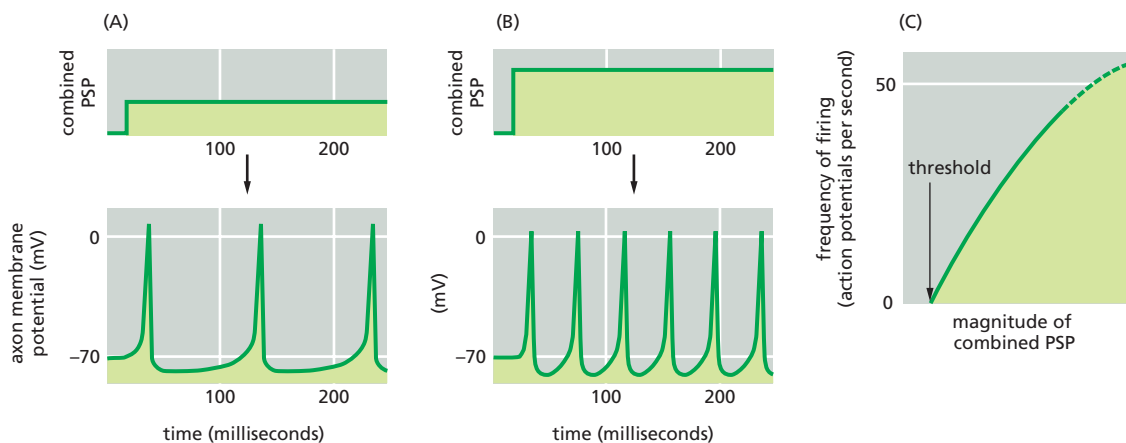 (A)
combined
PSP
100
200
0
−70
axon membrane
potential (mV)
100
200
time (milliseconds)
(B)
combined
PSP
100
200
0
−70
(mV)
100
200
time (milliseconds)
(C)
50
threshold
0
frequency of firing
(action potentials per second)
magnitude of
combined PSP